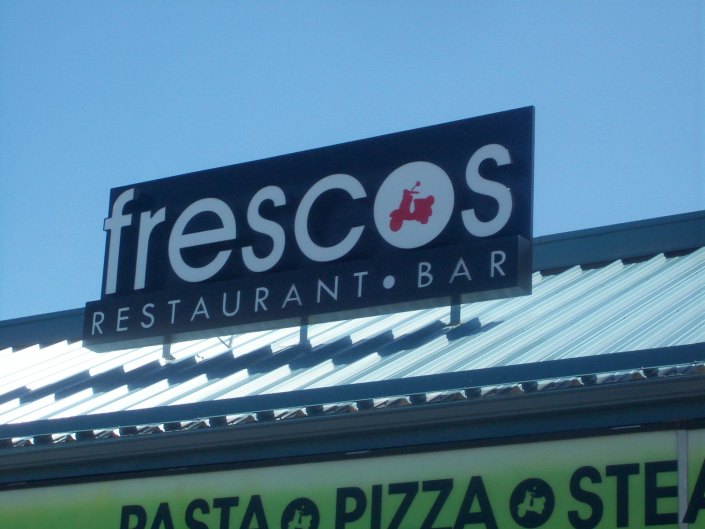 frescos
RESTAURANT • BAR
PASTA PIZZA